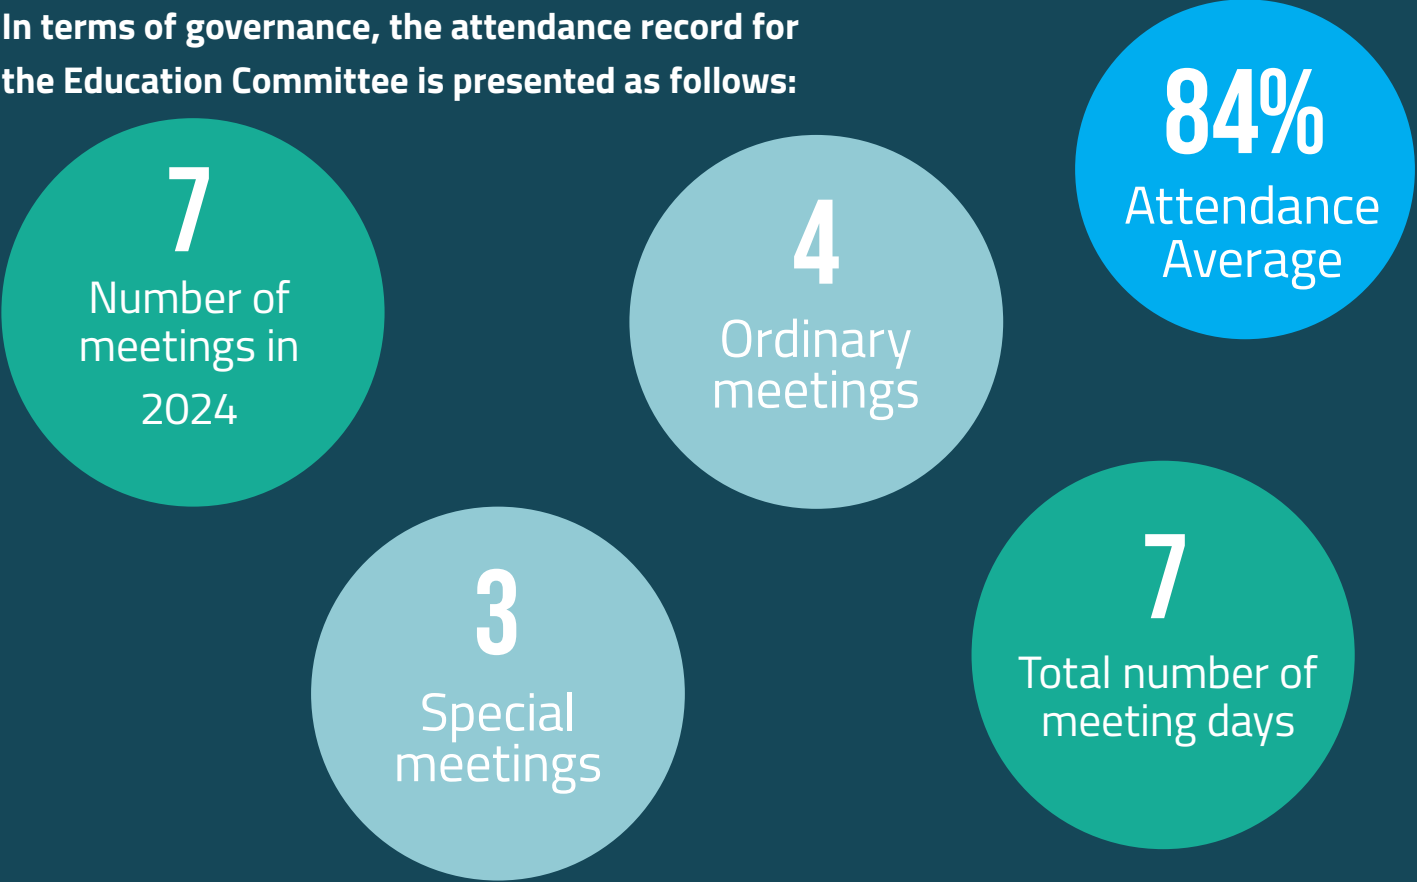 In terms of governance, the attendance record for
the Education Committee is presented as follows:
7
Number of
meetings in
2024
4
Ordinary
meetings
84%
Attendance
Average
3
Special
meetings
7
Total number of
meeting days